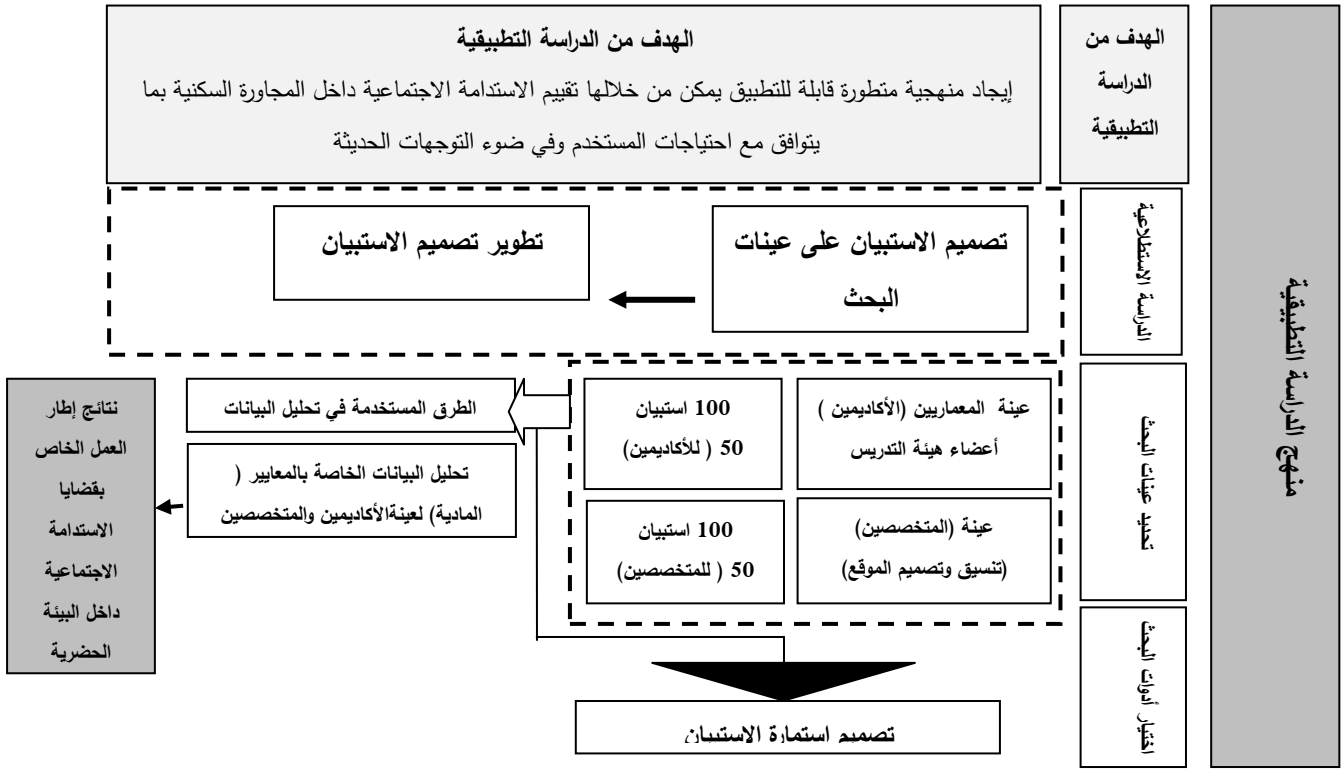 منهج الدراسة التطبيقية
الهدف من
الدراسة
التطبيقية
الهدف من الدراسة التطبيقية
إيجاد منهجية متطورة قابلة للتطبيق يمكن من خلالها تقييم الاستدامة الاجتماعية داخل المجاورة السكنية بما
يتوافق مع احتياجات المستخدم وفي ضوء التوجهات الحديثة
الدراسة الاستطلاعية
تصميم الاستبيان على عينات
البحث
تطوير تصميم الاستبيان
تحديد عينات البحث
عينة المعماريين (الأكاديمين )
أعضاء هيئة التدريس
100 استبيان
50 ( للأكاديمين)
عينة (المتخصصين)
(تنسيق وتصميم الموقع)
100 استبيان
50 ( للمتخصصين)
الطرق المستخدمة في تحليل البيانات
تحليل البيانات الخاصة بالمعايير (
المادية) لعينةالأكاديمين والمتخصصين
نتائج إطار
العمل الخاص
بقضايا
الاستدامة
الاجتماعية
داخل البيئة
الحضرية
اختيار أدوات البحث
تصميم استمارة الاستبيان